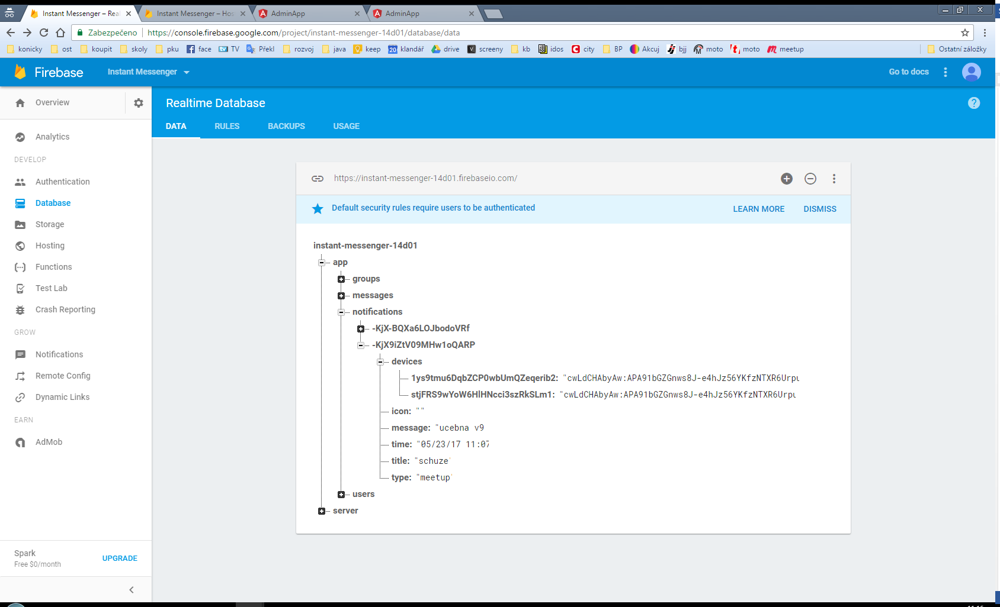 Instant Messenger – Rea
Instant Messenger – Hos
AdminApp
AdminApp
Zabezpečeno
https://console.firebase.google.com/project/instant-messenger-14d01/database/data
konicky
ost
koupit
skoly
pku
face
TV
Překl
rozvoj
java
keep
20
klandář
drive
screeny
kb
idos
city
BP
Akcuj
bjj
moto
moto
meetup
Ostatní záložky
Firebase
Instant Messenger
Go to docs
Overview
Realtime Database
DATA
RULES
BACKUPS
USAGE
Analytics
DEVELOP
Authentication
Database
Storage
Hosting
Functions
Test Lab
Crash Reporting
GROW
Notifications
Remote Config
Dynamic Links
EARN
AdMob
Spark
Free $0/month
UPGRADE
https://instant-messenger-14d01.firebaseio.com/
Default security rules require users to be authenticated
LEARN MORE
DISMISS
instant-messenger-14d01
app
groups
messages
notifications
-KjX-BQXa6LOJbodoVRf
-KjX9iZtV09MHw1oQARP
devices
1ys9tmu6DqbZCP0wbUmQZeqerib2: "cwLdCHAbyAw:APA91bGZGnws8J-e4hJz56YKfzNTXR6Urpu
stjFRS9wYoW6HlHNcci3szRkSLm1: "cwLdCHAbyAw:APA91bGZGnws8J-e4hJz56YKfzNTXR6Urpu
icon: ""
message: "ucebna v9
time: "05/23/17 11:07
title: "schuze"
type: "meetup"
users
server